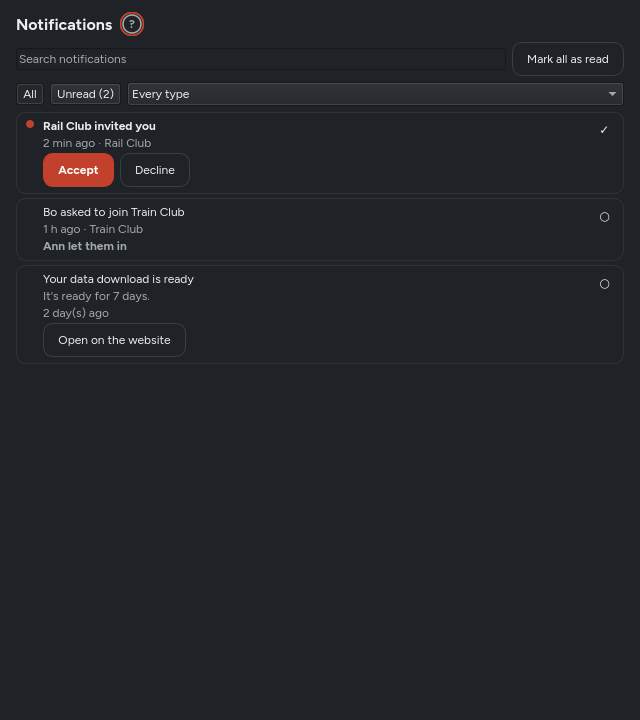 Notifications ?
Search notifications
Mark all as read
All
Unread (2)
Every type
Rail Club invited you
✓
2 min ago · Rail Club
Accept
Decline
Bo asked to join Train Club
1 h ago · Train Club
Ann let them in
Your data download is ready
It's ready for 7 days.
2 day(s) ago
Open on the website